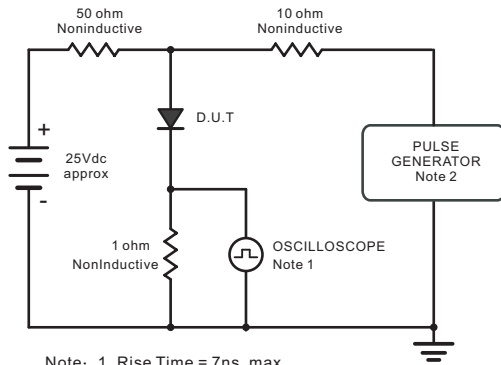 50 ohm
Noninductive
10 ohm
Noninductive
D.U.T
+
25Vdc
approx
-
PULSE
GENERATOR
Note 2
1 ohm
NonInductive
OSCILLOSCOPE
Note 1
Note: 1. Rise Time = 7ns, max.